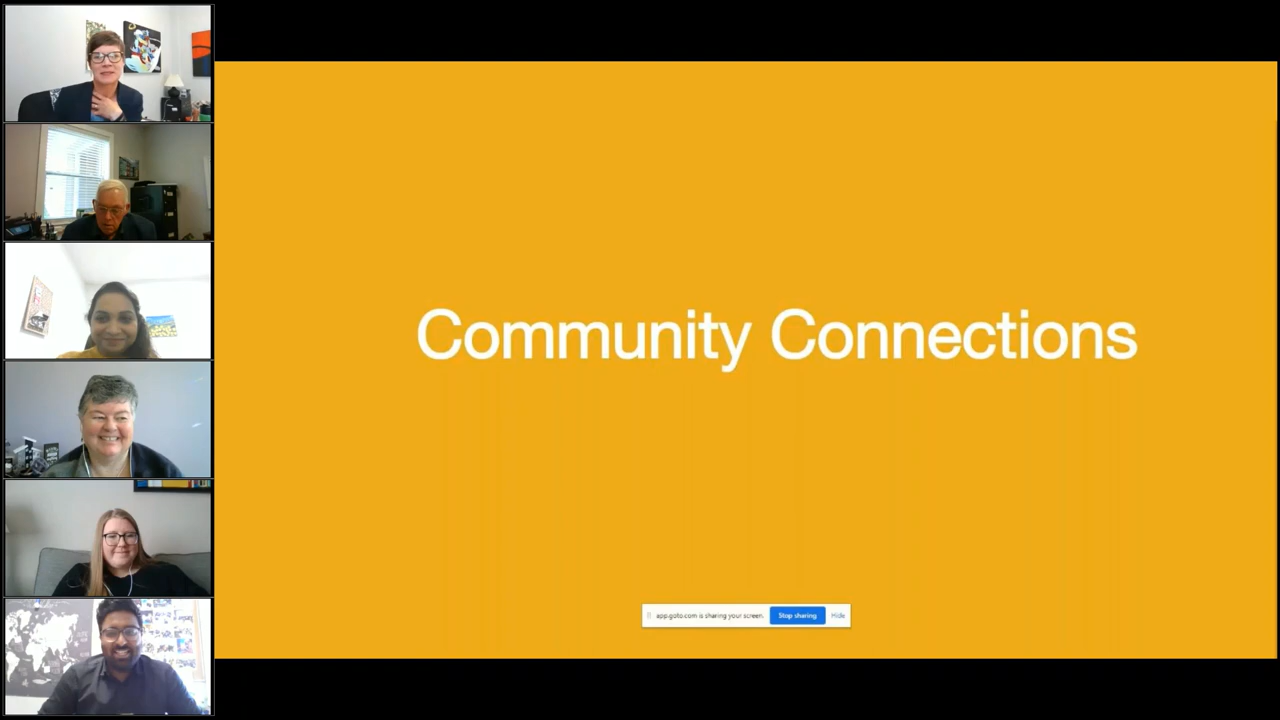 Community Connections
app.goto.com is sharing your screen.
Stop sharing
Hide